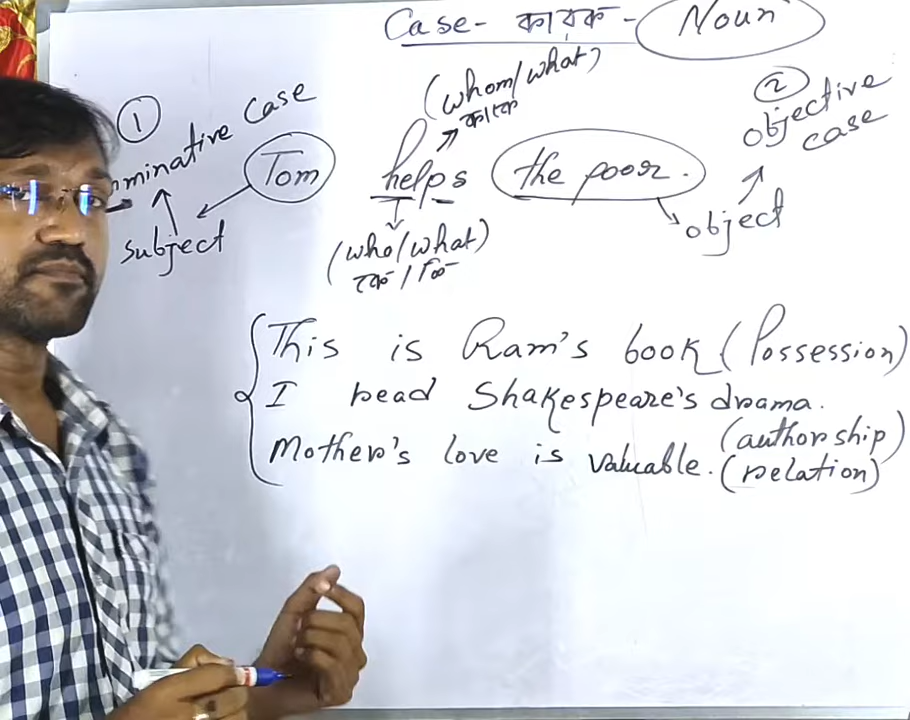 Case - কারক - Noun
(whom/what)
কাকে
① minative Case
② objective case
Tom helps the poor.
subject
object
(who/what)
কে / কি
This is Ram's book (Possession)
I read Shakespeare's drama.
(authorship)
Mother's love is valuable. (relation)